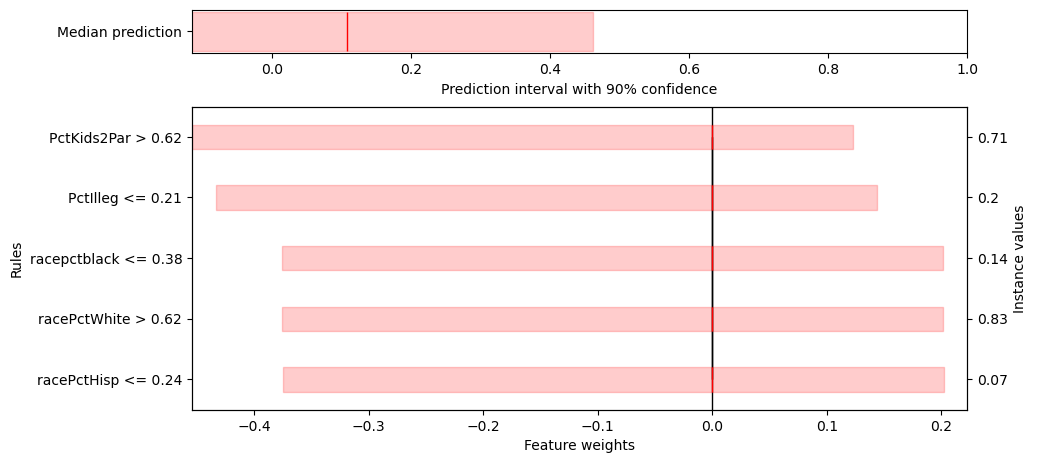 Median prediction
0.0 0.2 0.4 0.6 0.8 1.0
Prediction interval with 90% confidence
PctKids2Par > 0.62 0.71
PctIlleg <= 0.21 0.2
racepctblack <= 0.38 0.14
racePctWhite > 0.62 0.83
racePctHisp <= 0.24 0.07
Rules
Instance values
−0.4 −0.3 −0.2 −0.1 0.0 0.1 0.2
Feature weights